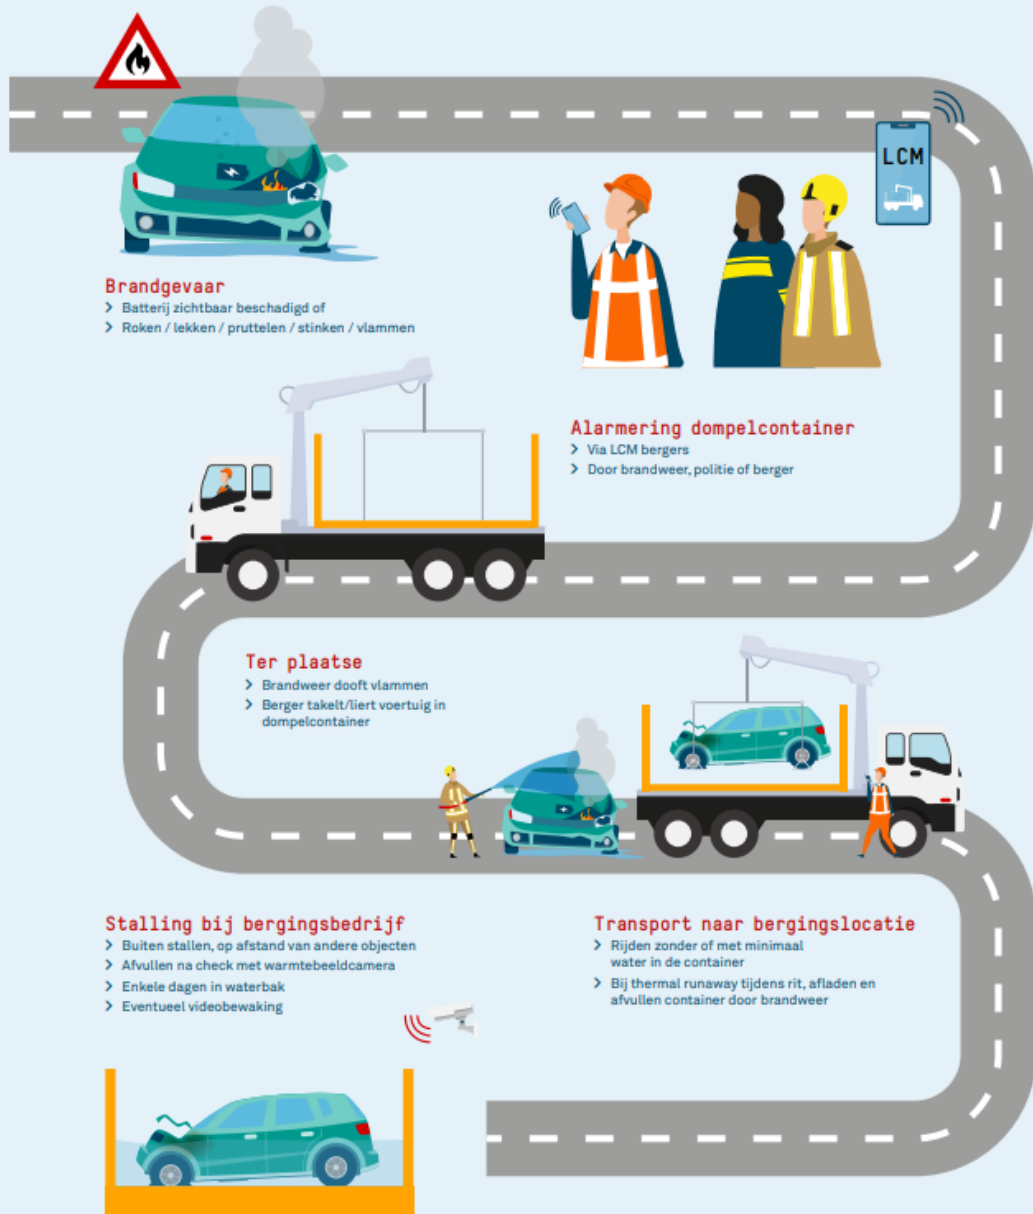 LCM
Brandgevaar
Batterij zichtbaar beschadigd of
Roken / lekken / pruttelen / stinken / vlammen
Alarmering dompelcontainer
Via LCM bergers
Door brandweer, politie of berger
Ter plaatse
Brandweer dooft vlammen
Berger takelt/liert voertuig in
dompelcontainer
Transport naar bergingslocatie
Rijden zonder of met minimaal
water in de container
Bij thermal runaway tijdens rit, afladen en
afvullen container door brandweer
Stalling bij bergingsbedrijf
Buiten stallen, op afstand van andere objecten
Afvullen na check met warmtebeeldcamera
Enkele dagen in waterbak
Eventueel videobewaking